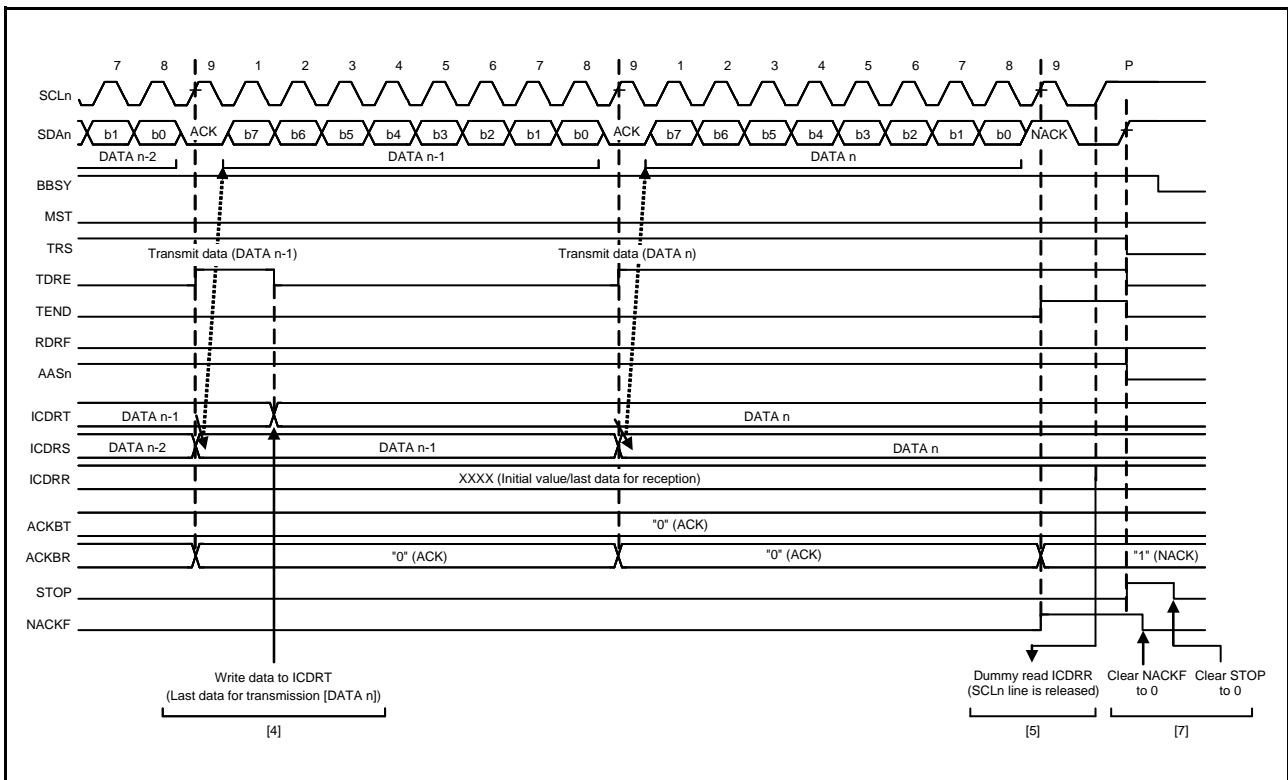 7 8 9 1 2 3 4 5 6 7 8 9 1 2 3 4 5 6 7 8 9 P
SCLn
SDAn b1 b0 ACK b7 b6 b5 b4 b3 b2 b1 b0 ACK b7 b6 b5 b4 b3 b2 b1 b0 NACK
DATA n-2 DATA n-1 DATA n
BBSY
MST
TRS
Transmit data (DATA n-1) Transmit data (DATA n)
TDRE
TEND
RDRF
AASn
ICDRT DATA n-1 DATA n
ICDRS DATA n-2 DATA n-1 DATA n
ICDRR XXXX (Initial value/last data for reception)
ACKBT "0" (ACK)
ACKBR "0" (ACK) "0" (ACK) "1" (NACK)
STOP
NACKF
Write data to ICDRT
(Last data for transmission [DATA n])
[4]
Dummy read ICDRR
(SCLn line is released)
[5]
Clear NACKF
to 0
Clear STOP
to 0
[7]